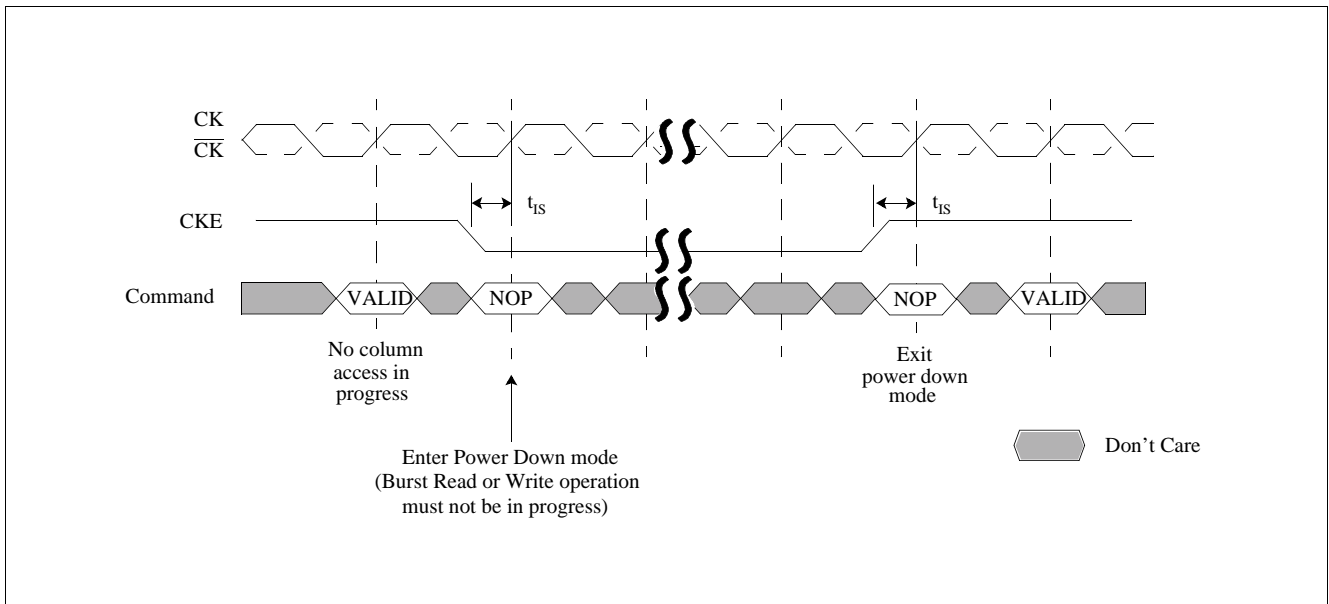 CK
CK
tIS
tIS
CKE
Command
VALID
NOP
NOP
VALID
No column
access in
progress
Exit
power down
mode
Enter Power Down mode
(Burst Read or Write operation
must not be in progress)
Don't Care